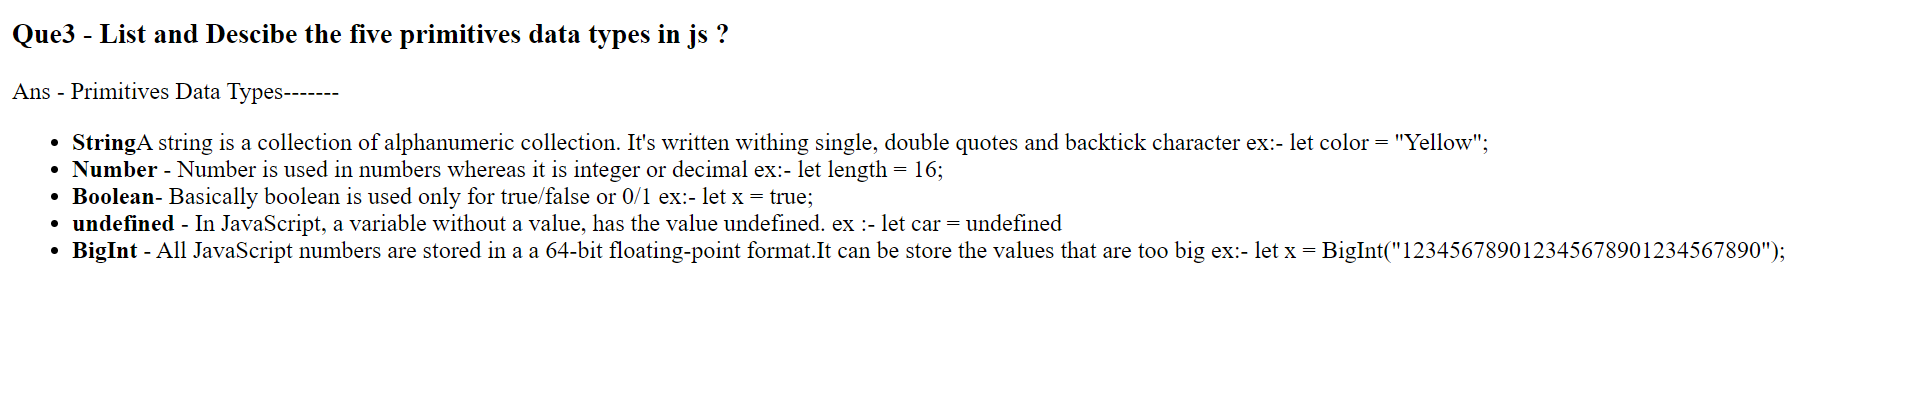 Que3 - List and Descibe the five primitives data types in js ?
Ans - Primitives Data Types-------
StringA string is a collection of alphanumeric collection. It's written withing single, double quotes and backtick character ex:- let color = "Yellow";
Number - Number is used in numbers whereas it is integer or decimal ex:- let length = 16;
Boolean- Basically boolean is used only for true/false or 0/1 ex:- let x = true;
undefined - In JavaScript, a variable without a value, has the value undefined. ex :- let car = undefined
BigInt - All JavaScript numbers are stored in a a 64-bit floating-point format.It can be store the values that are too big ex:- let x = BigInt("123456789012345678901234567890");